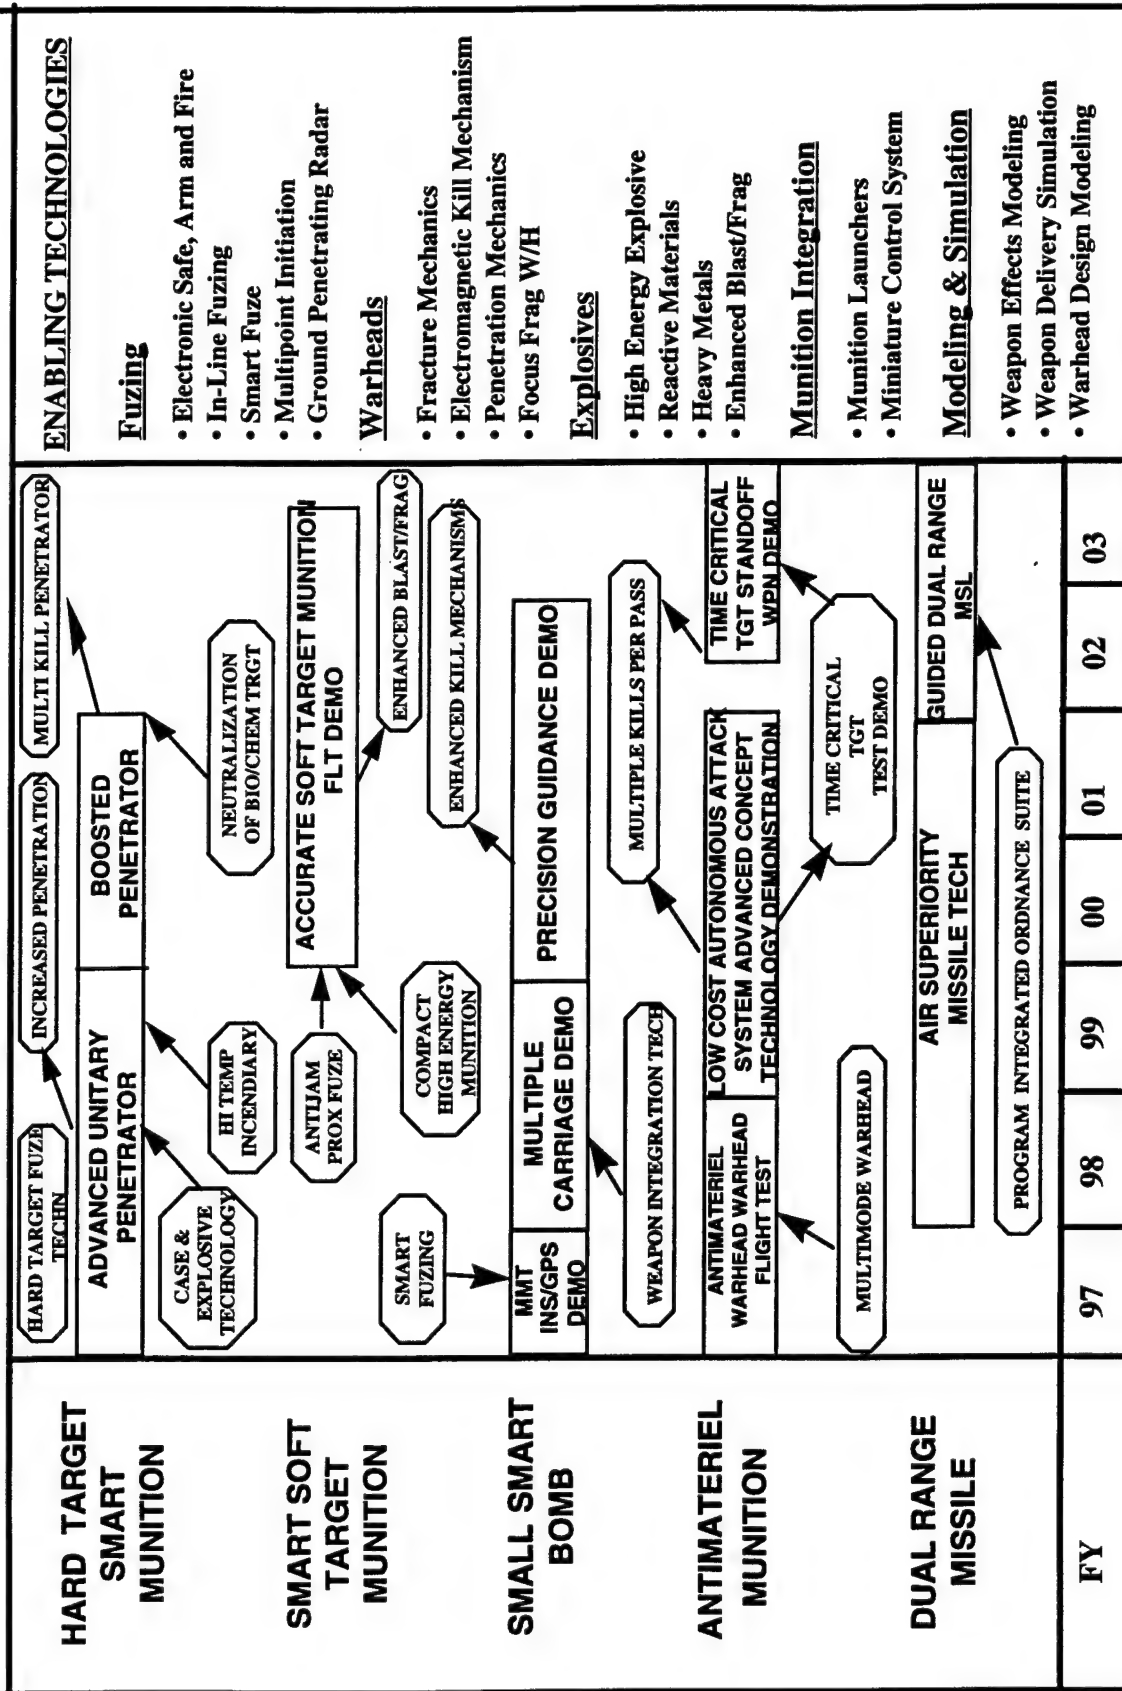 HARD TARGET
SMART
MUNITION
HARD TARGET FUZE
TECHN
INCREASED PENETRATION
MULTI KILL PENETRATOR
ADVANCED UNITARY
PENETRATOR
BOOSTED
PENETRATOR
CASE &
EXPLOSIVE
TECHNOLOGY
HI TEMP
INCENDIARY
NEUTRALIZATION
OF BIO/CHEM TRGT
SMART SOFT
TARGET
MUNITION
ANTIJAM
PROX FUZE
ACCURATE SOFT TARGET MUNITION
FLT DEMO
COMPACT
HIGH ENERGY
MUNITION
ENHANCED BLAST/FRAG
SMART
FUZING
ENHANCED KILL MECHANISMS
SMALL SMART
BOMB
MMT
INS/GPS
DEMO
MULTIPLE
CARRIAGE DEMO
PRECISION GUIDANCE DEMO
WEAPON INTEGRATION TECH
MULTIPLE KILLS PER PASS
ANTIMATERIEL
MUNITION
ANTIMATERIEL
WARHEAD WARHEAD
FLIGHT TEST
LOW COST AUTONOMOUS ATTACK
SYSTEM ADVANCED CONCEPT
TECHNOLOGY DEMONSTRATION
TIME CRITICAL
TGT STANDOFF
WPN DEMO
MULTIMODE WARHEAD
TIME CRITICAL
TGT
TEST DEMO
DUAL RANGE
MISSILE
AIR SUPERIORITY
MISSILE TECH
GUIDED DUAL RANGE
MSL
PROGRAM INTEGRATED ORDNANCE SUITE
FY
97
98
99
00
01
02
03
ENABLING TECHNOLOGIES
Fuzing
• Electronic Safe, Arm and Fire
• In-Line Fuzing
• Smart Fuze
• Multipoint Initiation
• Ground Penetrating Radar
Warheads
• Fracture Mechanics
• Electromagnetic Kill Mechanism
• Penetration Mechanics
• Focus Frag W/H
Explosives
• High Energy Explosive
• Reactive Materials
• Heavy Metals
• Enhanced Blast/Frag
Munition Integration
• Munition Launchers
• Miniature Control System
Modeling & Simulation
• Weapon Effects Modeling
• Weapon Delivery Simulation
• Warhead Design Modeling